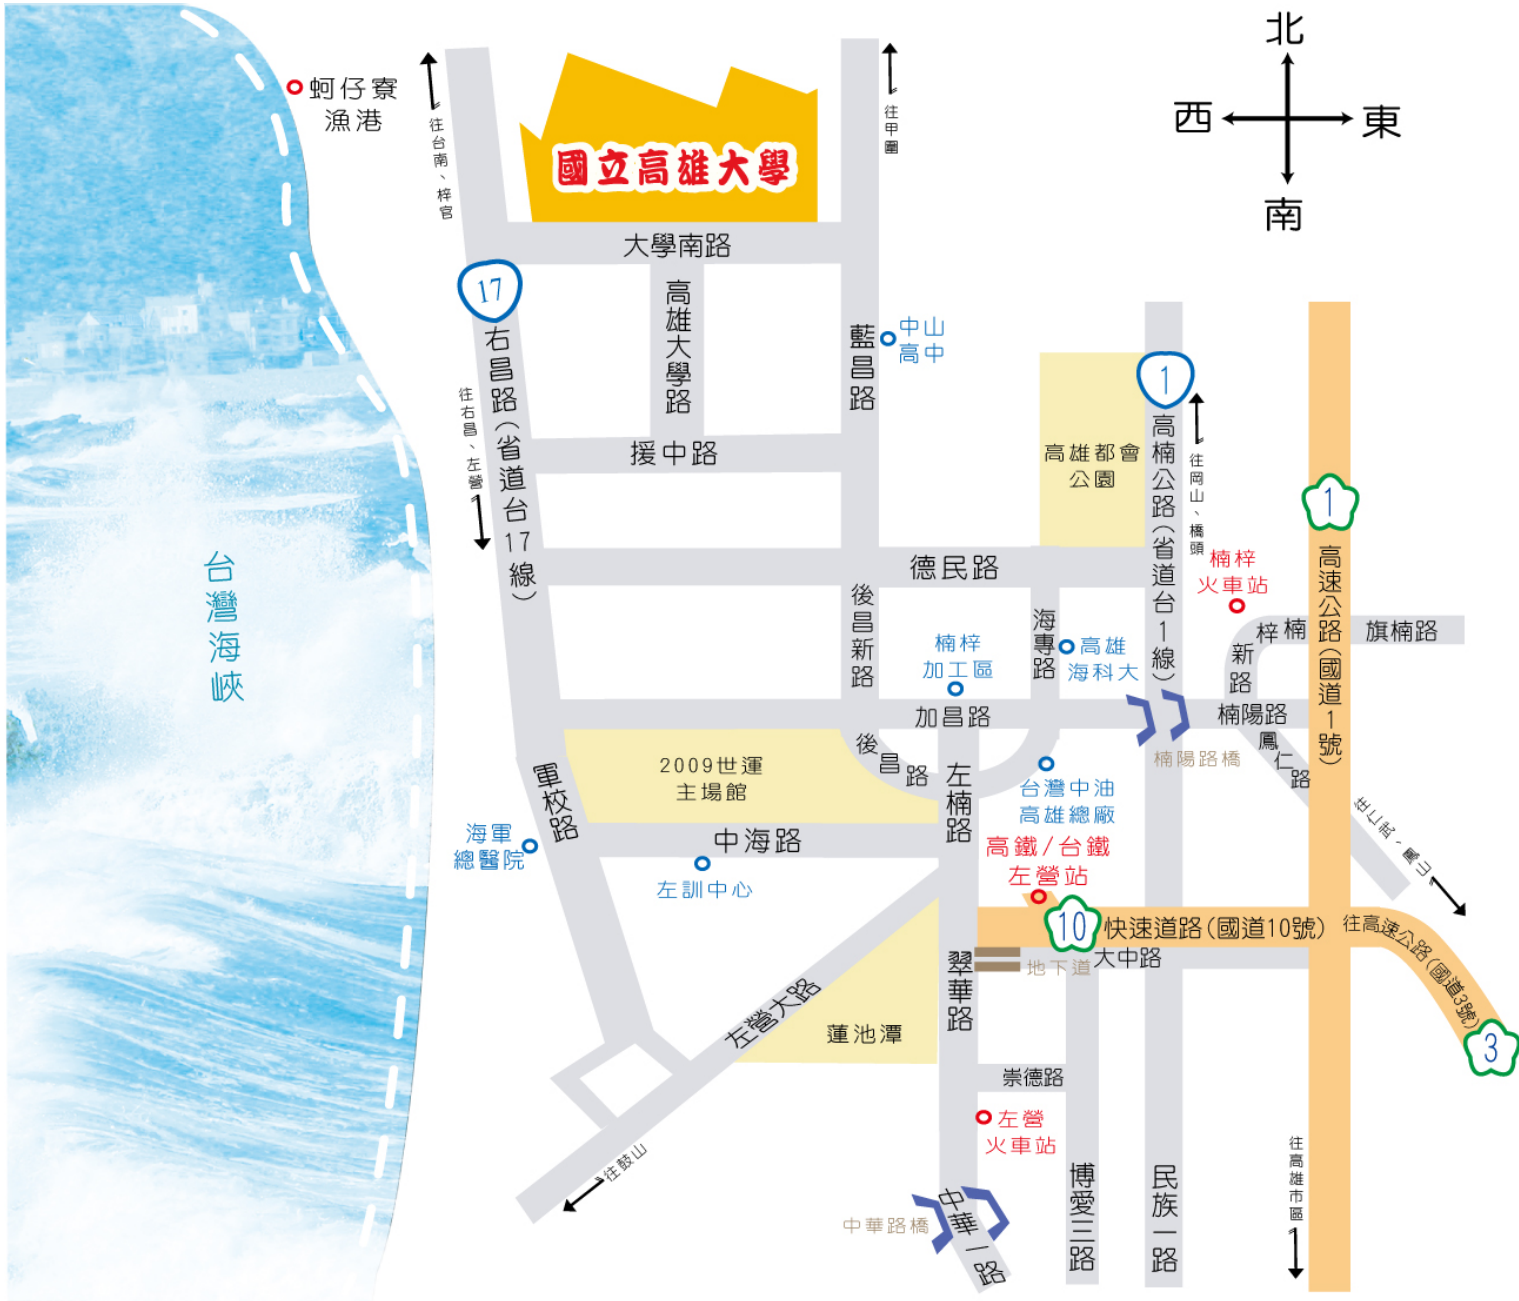 北
西
東
南
蚵仔寮
漁港
往台南、梓官
國立高雄大學
往甲圍
大學南路
17
右昌路(省道台17線)
高雄大學路
藍昌路
中山
高中
往右昌、左營
援中路
高雄都會
公園
1
高楠公路(省道台1線)
往岡山、橋頭
1
高速公路(國道1號)
台灣海峽
德民路
楠梓
火車站
後昌新路
楠梓
加工區
海專路
高雄
海科大
楠梓新路
旗楠路
加昌路
楠陽路
楠陽路橋
鳳仁路
往仁武,鳳山
2009世運
主場館
後昌路
左楠路
台灣中油
高雄總廠
軍校路
海軍
總醫院
中海路
左訓中心
高鐵/台鐵
左營站
10
快速道路(國道10號)
往高速公路(國道3號)
3
地下道
大中路
翠華路
左營大路
蓮池潭
崇德路
左營
火車站
往鼓山
中華路橋
中華一路
博愛三路
民族一路
往高雄市區